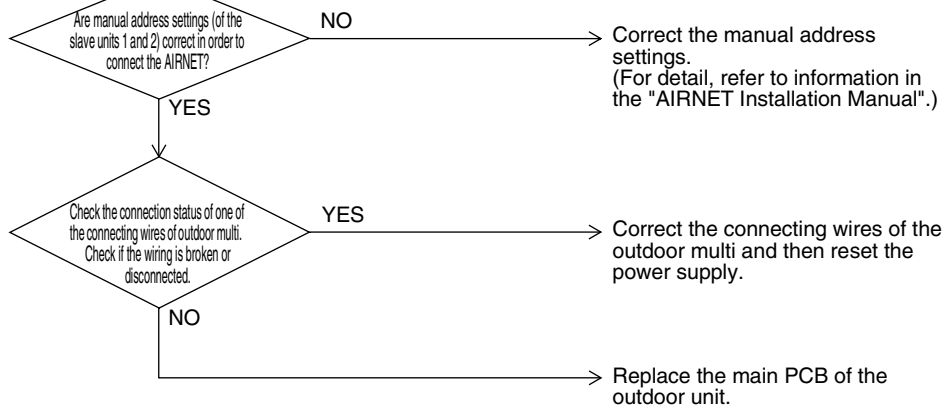 Are manual address settings (of the
slave units 1 and 2) correct in order to
connect the AIRNET?
NO
Correct the manual address
settings.
(For detail, refer to information in
the "AIRNET Installation Manual".)
YES
Check the connection status of one of
the connecting wires of outdoor multi.
Check if the wiring is broken or
disconnected.
YES
Correct the connecting wires of the
outdoor multi and then reset the
power supply.
NO
Replace the main PCB of the
outdoor unit.